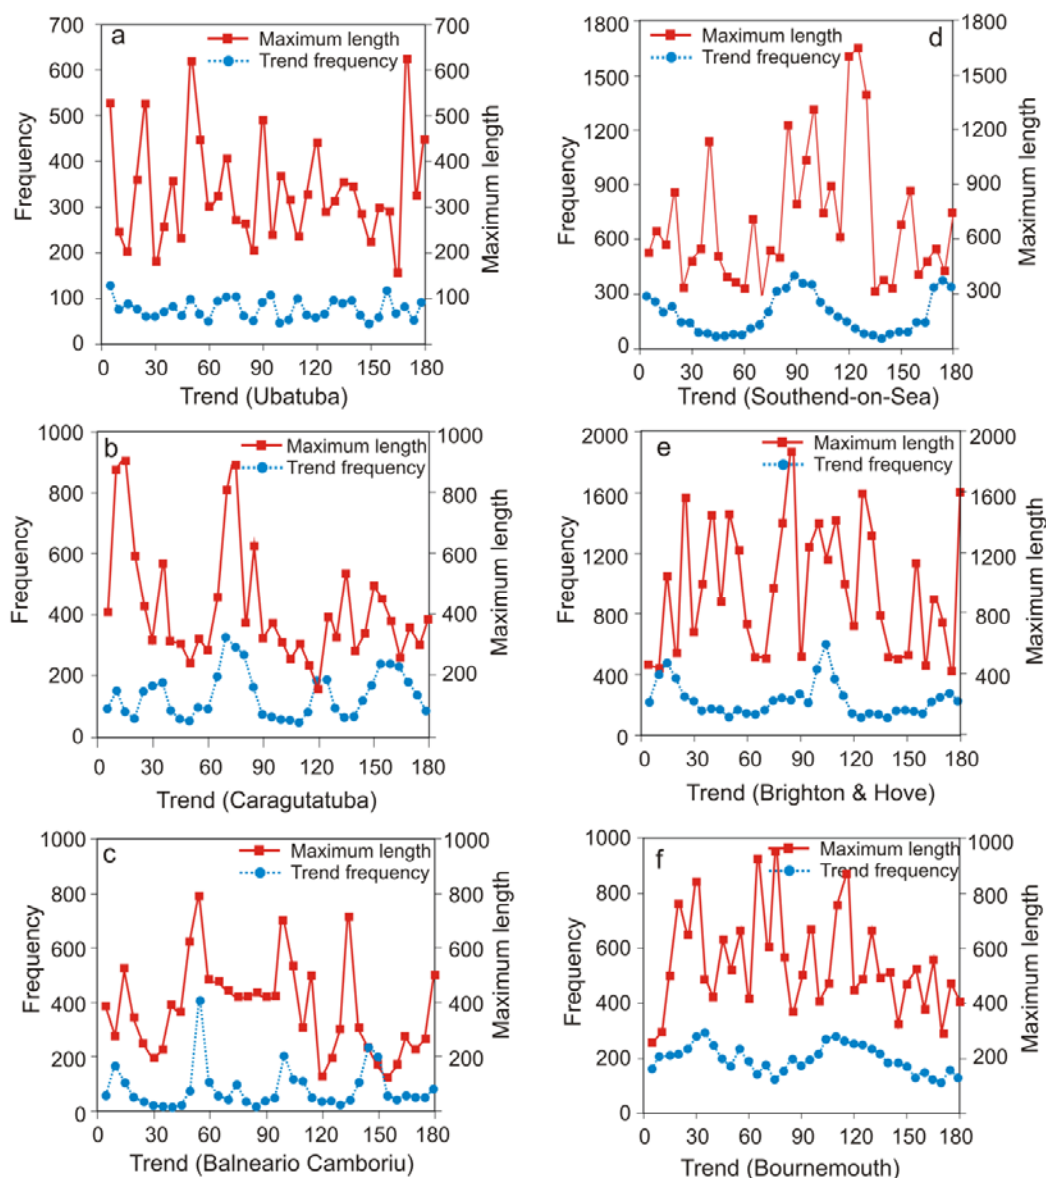 a
Maximum length
Trend frequency
700
600
500
400
300
200
100
0
700
600
500
400
300
200
100
0 30 60 90 120 150 180
Frequency
Maximum length
Trend (Ubatuba)
d
Maximum length
Trend frequency
1800
1500
1200
900
600
300
0
1800
1500
1200
900
600
300
0 30 60 90 120 150 180
Frequency
Maximum length
Trend (Southend-on-Sea)
b
Maximum length
Trend frequency
1000
800
600
400
200
0
1000
800
600
400
200
0 30 60 90 120 150 180
Frequency
Maximum length
Trend (Caragutatuba)
e
Maximum length
Trend frequency
2000
1600
1200
800
400
0
2000
1600
1200
800
400
0 30 60 90 120 150 180
Frequency
Maximum length
Trend (Brighton & Hove)
c
Maximum length
Trend frequency
1000
800
600
400
200
0
1000
800
600
400
200
0 30 60 90 120 150 180
Frequency
Maximum length
Trend (Balneario Camboriu)
f
Maximum length
Trend frequency
1000
800
600
400
200
0
1000
800
600
400
200
0 30 60 90 120 150 180
Frequency
Maximum length
Trend (Bournemouth)